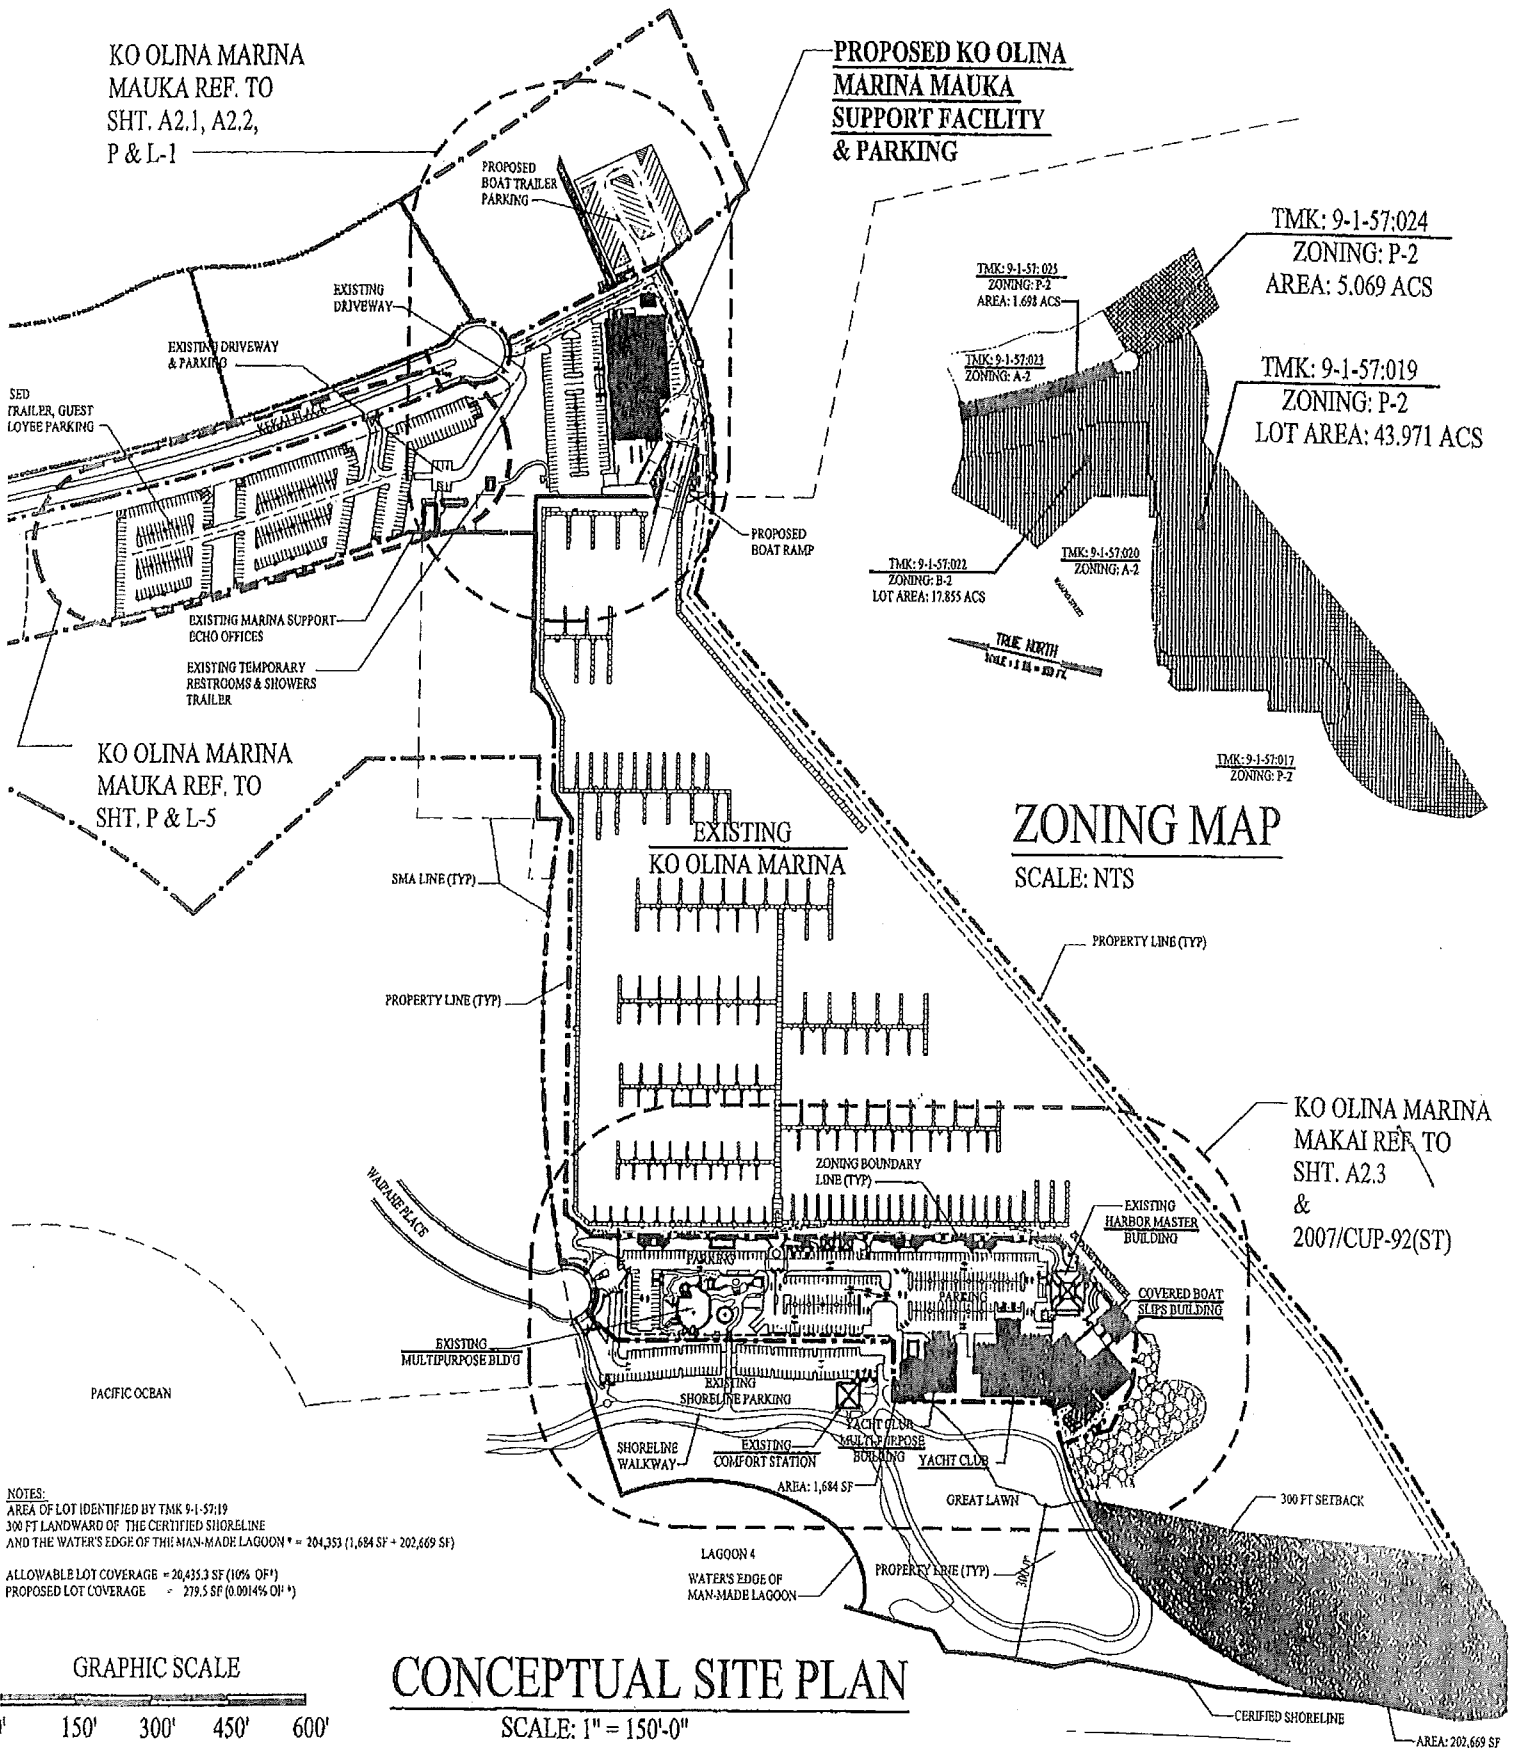 KO OLINA MARINA
MAUKA REF. TO
SHT. A2.1, A2.2,
P & L-1
PROPOSED KO OLINA
MARINA MAUKA
SUPPORT FACILITY
& PARKING
PROPOSED
BOAT TRAILER
PARKING
TMK: 9-1-57:024
ZONING: P-2
AREA: 5.069 ACS
TMK: 9-1-57: 025
ZONING: P-2
AREA: 1.698 ACS
EXISTING
DRIVEWAY
EXISTING DRIVEWAY
& PARKING
TMK: 9-1-57:023
ZONING: A-2
TMK: 9-1-57:019
ZONING: P-2
LOT AREA: 43.971 ACS
SED
TRAILER, GUEST
LOYEE PARKING
KEKAI PLACE
PROPOSED
BOAT RAMP
TMK: 9-1-57:020
ZONING: A-2
TMK: 9-1-57:022
ZONING: B-2
LOT AREA: 17.855 ACS
EXISTING MARINA SUPPORT
ECHO OFFICES
EXISTING TEMPORARY
RESTROOMS & SHOWERS
TRAILER
TRUE NORTH
KO OLINA MARINA
MAUKA REF. TO
SHT. P & L-5
TMK: 9-1-57:017
ZONING: P-2
ZONING MAP
SCALE: NTS
EXISTING
KO OLINA MARINA
SMA LINE (TYP)
PROPERTY LINE (TYP)
PROPERTY LINE (TYP)
KO OLINA MARINA
MAKAI REF. TO
SHT. A2.3
&
2007/CUP-92(ST)
ZONING BOUNDARY
LINE (TYP)
WAIPAHE PLACE
EXISTING
HARBOR MASTER
BUILDING
PARKING
PARKING
COVERED BOAT
SLIPS BUILDING
EXISTING
MULTIPURPOSE BLD'G
PACIFIC OCEAN
EXISTING
SHORELINE PARKING
SHORELINE
WALKWAY
EXISTING
COMFORT STATION
YACHT CLUB
MULTI-PURPOSE
BUILDING
YACHT CLUB
AREA: 1,684 SF
GREAT LAWN
300 FT SETBACK
NOTES:
AREA OF LOT IDENTIFIED BY TMK 9-1-57:19
300 FT LANDWARD OF THE CERTIFIED SHORELINE
AND THE WATER'S EDGE OF THE MAN-MADE LAGOON * = 204,353 (1,684 SF + 202,669 SF)
ALLOWABLE LOT COVERAGE = 20,435.3 SF (10% OF*)
PROPOSED LOT COVERAGE = 279.5 SF (0.0014% OF *)
LAGOON 4
WATER'S EDGE OF
MAN-MADE LAGOON
PROPERTY LINE (TYP)
300'-0"
GRAPHIC SCALE
0' 150' 300' 450' 600'
CONCEPTUAL SITE PLAN
SCALE: 1" = 150'-0"
CERIFIED SHORELINE
AREA: 202,669 SF